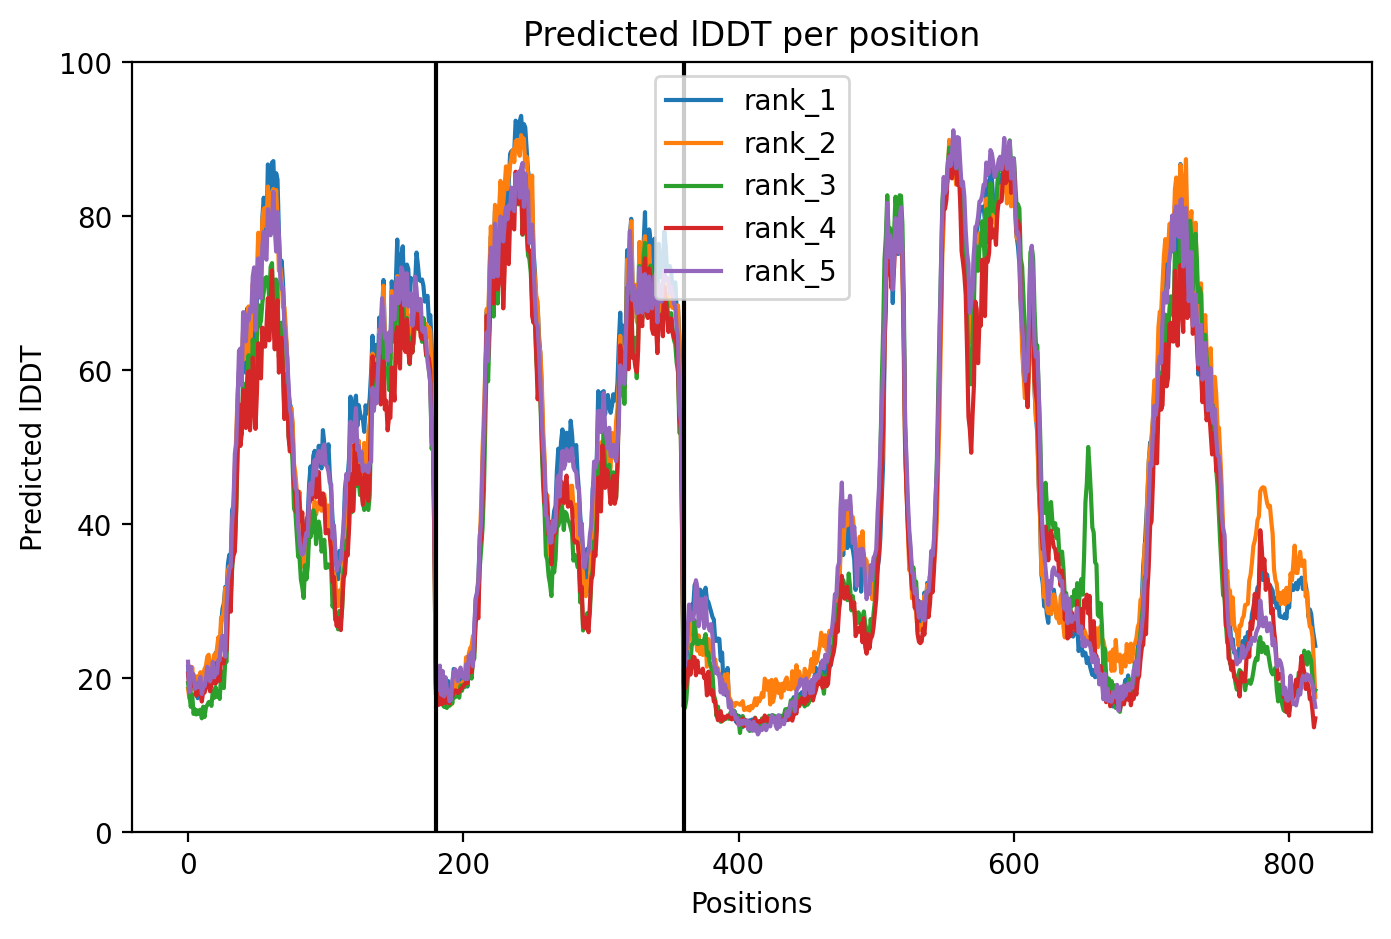 Predicted lDDT per position
100
80
60
40
20
0
Predicted lDDT
rank_1
rank_2
rank_3
rank_4
rank_5
0 200 400 600 800
Positions